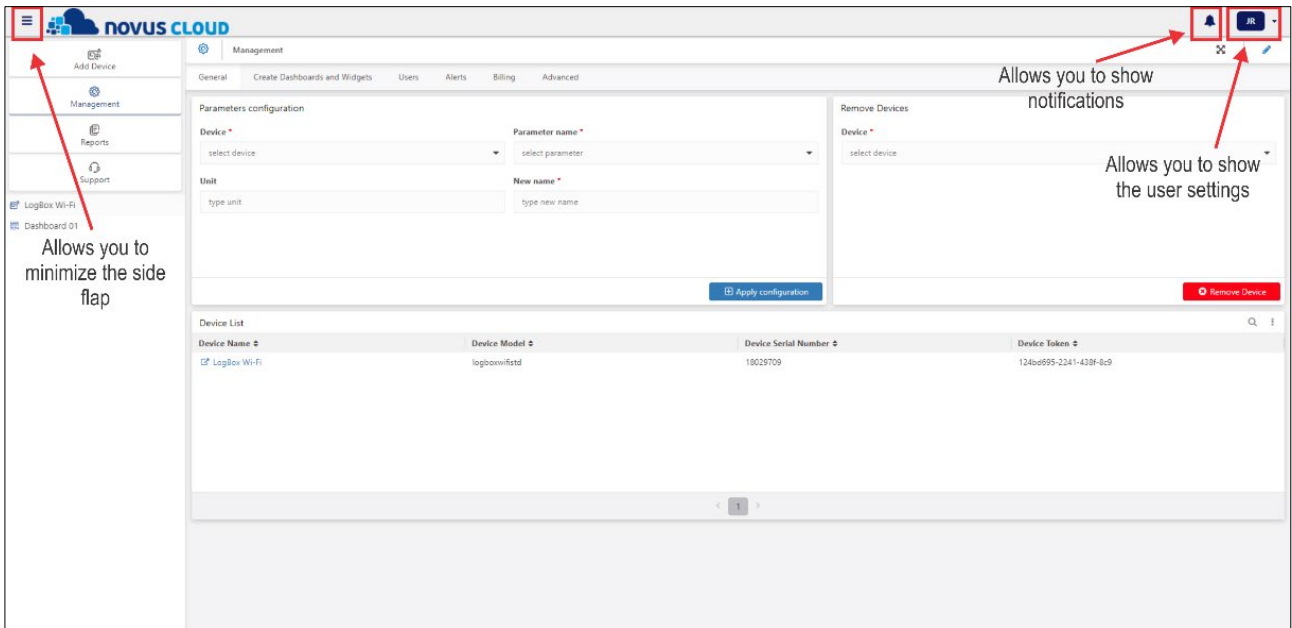 NOVUS CLOUD
JR
Add Device
Management
Reports
Support
LogBox Wi-Fi
Dashboard 01
Allows you to
minimize the side
flap
Management
General Create Dashboards and Widgets Users Alerts Billing Advanced
Allows you to show
notifications
Allows you to show
the user settings
Parameters configuration
Device * Parameter name *
select device select parameter
Unit New name *
type unit type new name
Apply configuration
Remove Devices
Device *
select device
Remove Device
Device List
Device Name Device Model Device Serial Number Device Token
LogBox Wi-Fi logboxwifistd 18029709 124bd695-2241-438f-8c9
1